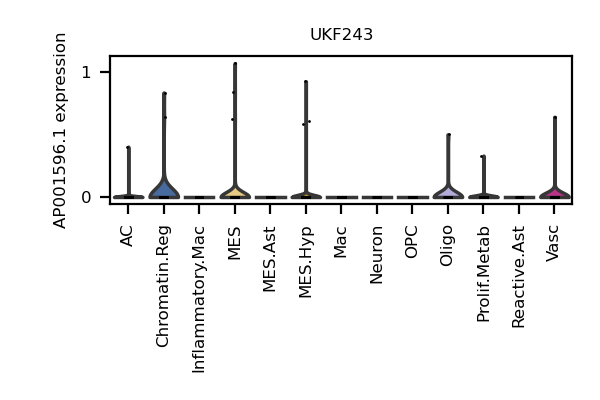 UKF243
AP001596.1 expression
1
0
AC
Chromatin.Reg
Inflammatory.Mac
MES
MES.Ast
MES.Hyp
Mac
Neuron
OPC
Oligo
Prolif.Metab
Reactive.Ast
Vasc